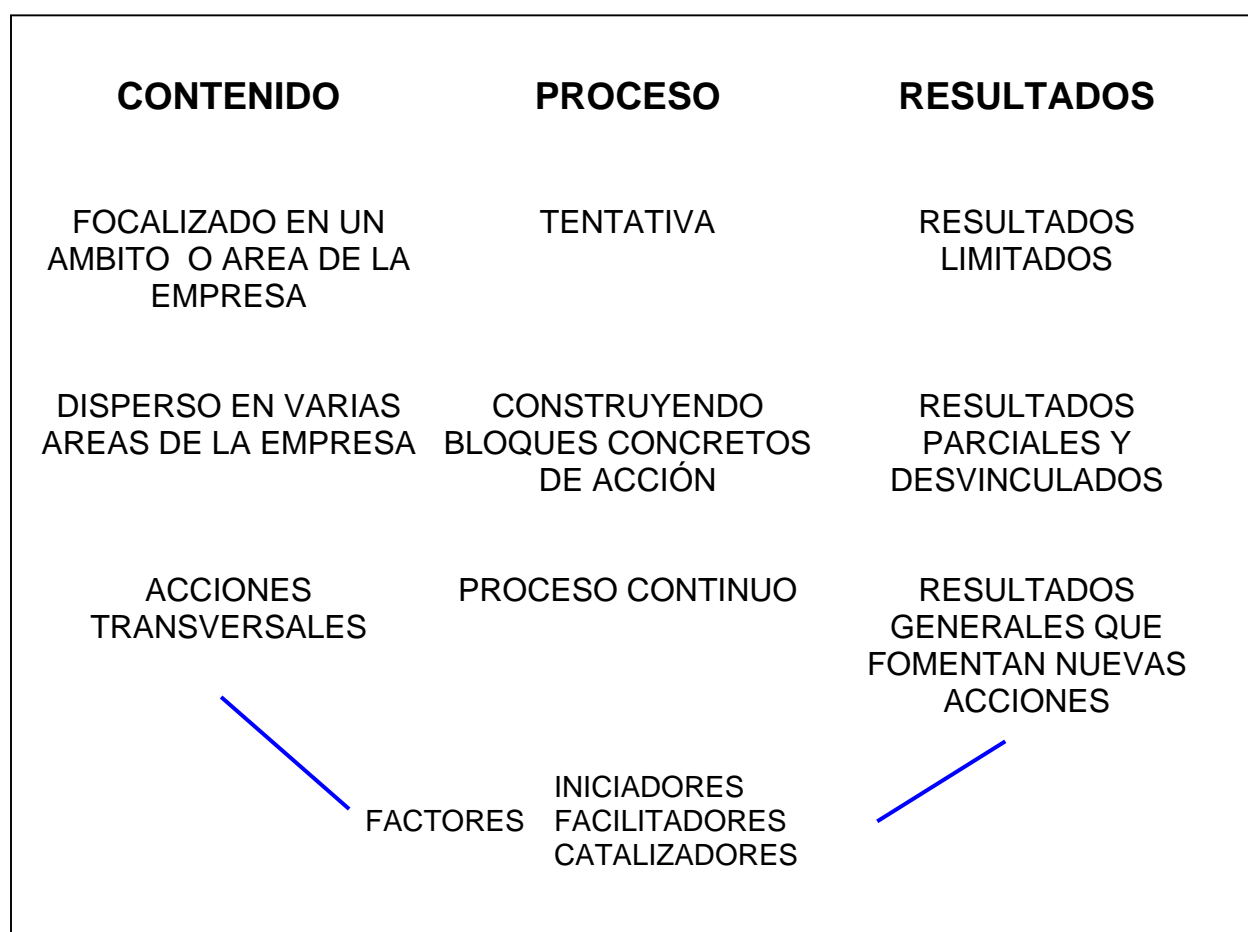 CONTENIDO PROCESO RESULTADOS
FOCALIZADO EN UN
AMBITO O AREA DE LA
EMPRESA
TENTATIVA
RESULTADOS
LIMITADOS
DISPERSO EN VARIAS
AREAS DE LA EMPRESA
CONSTRUYENDO
BLOQUES CONCRETOS
DE ACCIÓN
RESULTADOS
PARCIALES Y
DESVINCULADOS
ACCIONES
TRANSVERSALES
PROCESO CONTINUO
RESULTADOS
GENERALES QUE
FOMENTAN NUEVAS
ACCIONES
FACTORES
INICIADORES
FACILITADORES
CATALIZADORES